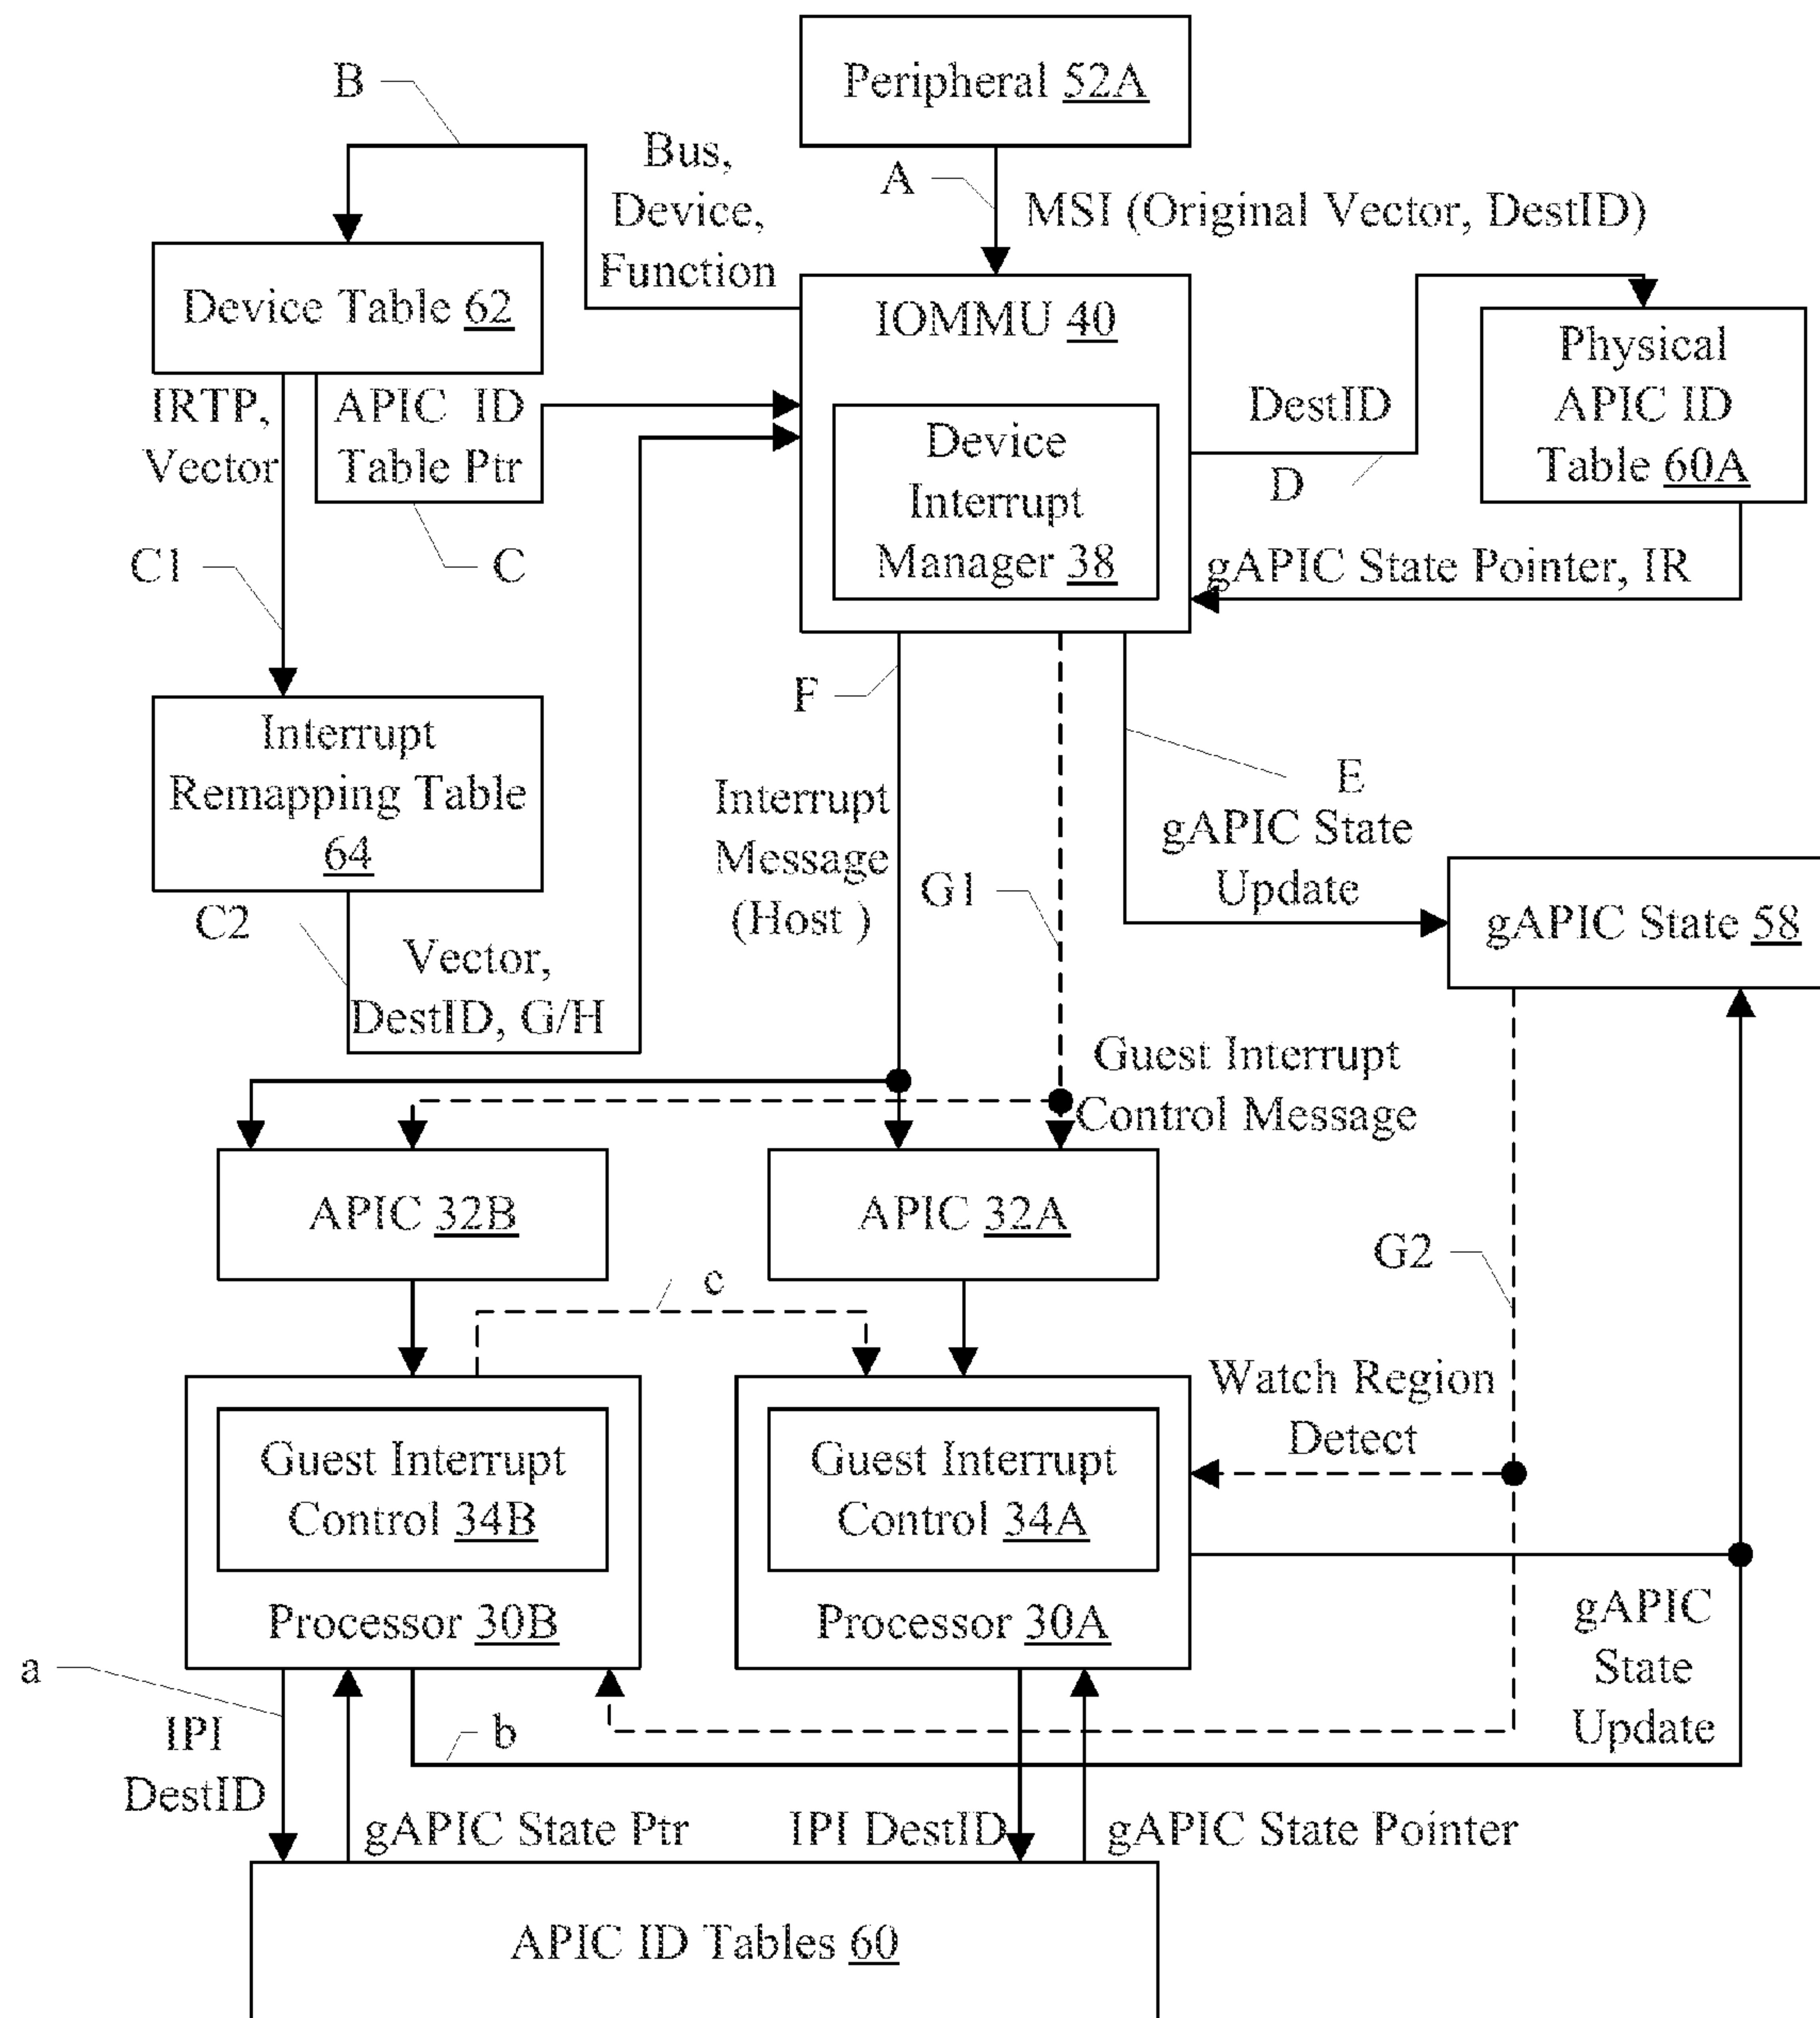 Peripheral 52A
B
A
MSI (Original Vector, DestID)
Bus,
Device,
Function
Device Table 62
IOMMU 40
Device
Interrupt
Manager 38
Physical
APIC ID
Table 60A
DestID
D
gAPIC State Pointer, IR
IRTP,
Vector
APIC ID
Table Ptr
C1
C
Interrupt
Remapping Table
64
C2
Vector,
DestID, G/H
F
Interrupt
Message
(Host )
G1
E
gAPIC State
Update
gAPIC State 58
Guest Interrupt
Control Message
APIC 32B
APIC 32A
G2
c
Watch Region
Detect
Guest Interrupt
Control 34B
Processor 30B
Guest Interrupt
Control 34A
Processor 30A
gAPIC
State
Update
a
IPI
DestID
b
gAPIC State Ptr
IPI DestID
gAPIC State Pointer
APIC ID Tables 60